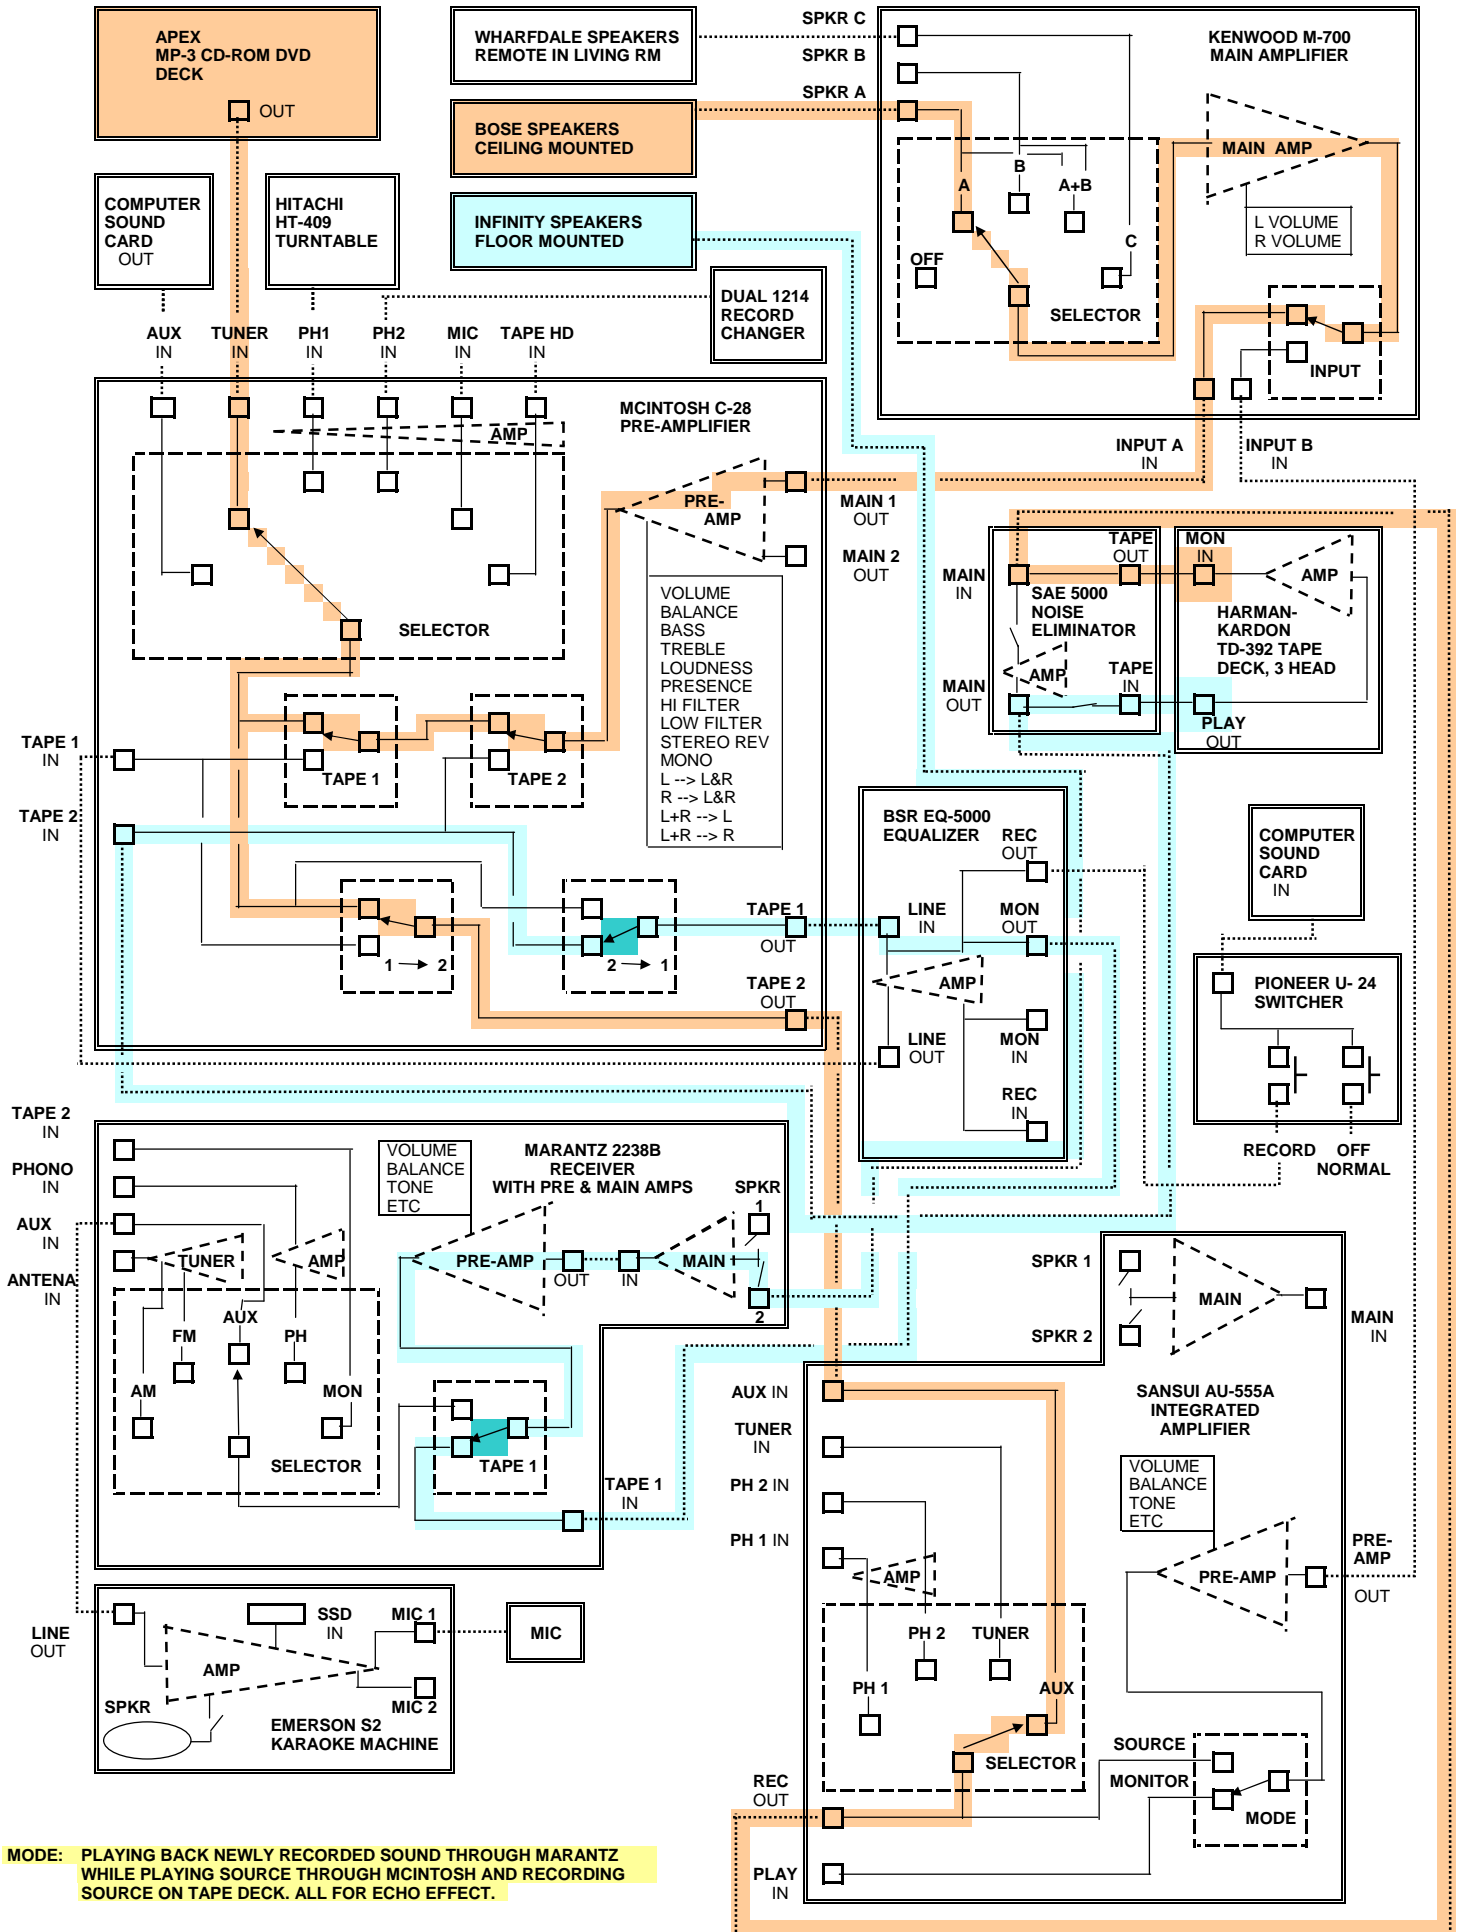 APEX
MP-3 CD-ROM DVD
DECK
OUT
WHARFDALE SPEAKERS
REMOTE IN LIVING RM
BOSE SPEAKERS
CEILING MOUNTED
INFINITY SPEAKERS
FLOOR MOUNTED
SPKR C
SPKR B
SPKR A
KENWOOD M-700
MAIN AMPLIFIER
MAIN AMP
L VOLUME
R VOLUME
A
B
A+B
C
OFF
SELECTOR
INPUT
INPUT A
IN
INPUT B
IN
COMPUTER
SOUND
CARD
OUT
HITACHI
HT-409
TURNTABLE
DUAL 1214
RECORD
CHANGER
AUX
IN
TUNER
IN
PH1
IN
PH2
IN
MIC
IN
TAPE HD
IN
MCINTOSH C-28
PRE-AMPLIFIER
AMP
SELECTOR
PRE-
AMP
MAIN 1
OUT
MAIN 2
OUT
VOLUME
BALANCE
BASS
TREBLE
LOUDNESS
PRESENCE
HI FILTER
LOW FILTER
STEREO REV
MONO
L --> L&R
R --> L&R
L+R --> L
L+R --> R
TAPE 1
TAPE 2
TAPE 1
IN
TAPE 2
IN
1 2
2 1
TAPE 1
OUT
TAPE 2
OUT
MAIN
IN
TAPE
OUT
SAE 5000
NOISE
ELIMINATOR
AMP
MAIN
OUT
TAPE
IN
MON
IN
AMP
HARMAN-
KARDON
TD-392 TAPE
DECK, 3 HEAD
PLAY
OUT
BSR EQ-5000
EQUALIZER
REC
OUT
LINE
IN
MON
OUT
AMP
LINE
OUT
MON
IN
REC
IN
COMPUTER
SOUND
CARD
IN
PIONEER U- 24
SWITCHER
RECORD
OFF
NORMAL
TAPE 2
IN
PHONO
IN
AUX
IN
ANTENA
IN
VOLUME
BALANCE
TONE
ETC
MARANTZ 2238B
RECEIVER
WITH PRE & MAIN AMPS
SPKR
1
2
TUNER
AMP
PRE-AMP
OUT
IN
MAIN
AM
FM
AUX
PH
MON
SELECTOR
TAPE 1
TAPE 1
IN
LINE
OUT
SSD
IN
MIC 1
MIC 2
AMP
SPKR
EMERSON S2
KARAOKE MACHINE
MIC
SPKR 1
SPKR 2
MAIN
MAIN
IN
SANSUI AU-555A
INTEGRATED
AMPLIFIER
AUX IN
TUNER
IN
PH 2 IN
PH 1 IN
AMP
VOLUME
BALANCE
TONE
ETC
PRE-AMP
PRE-
AMP
OUT
PH 2
TUNER
PH 1
AUX
SELECTOR
SOURCE
MONITOR
MODE
REC
OUT
PLAY
IN
MODE: PLAYING BACK NEWLY RECORDED SOUND THROUGH MARANTZ
WHILE PLAYING SOURCE THROUGH MCINTOSH AND RECORDING
SOURCE ON TAPE DECK. ALL FOR ECHO EFFECT.